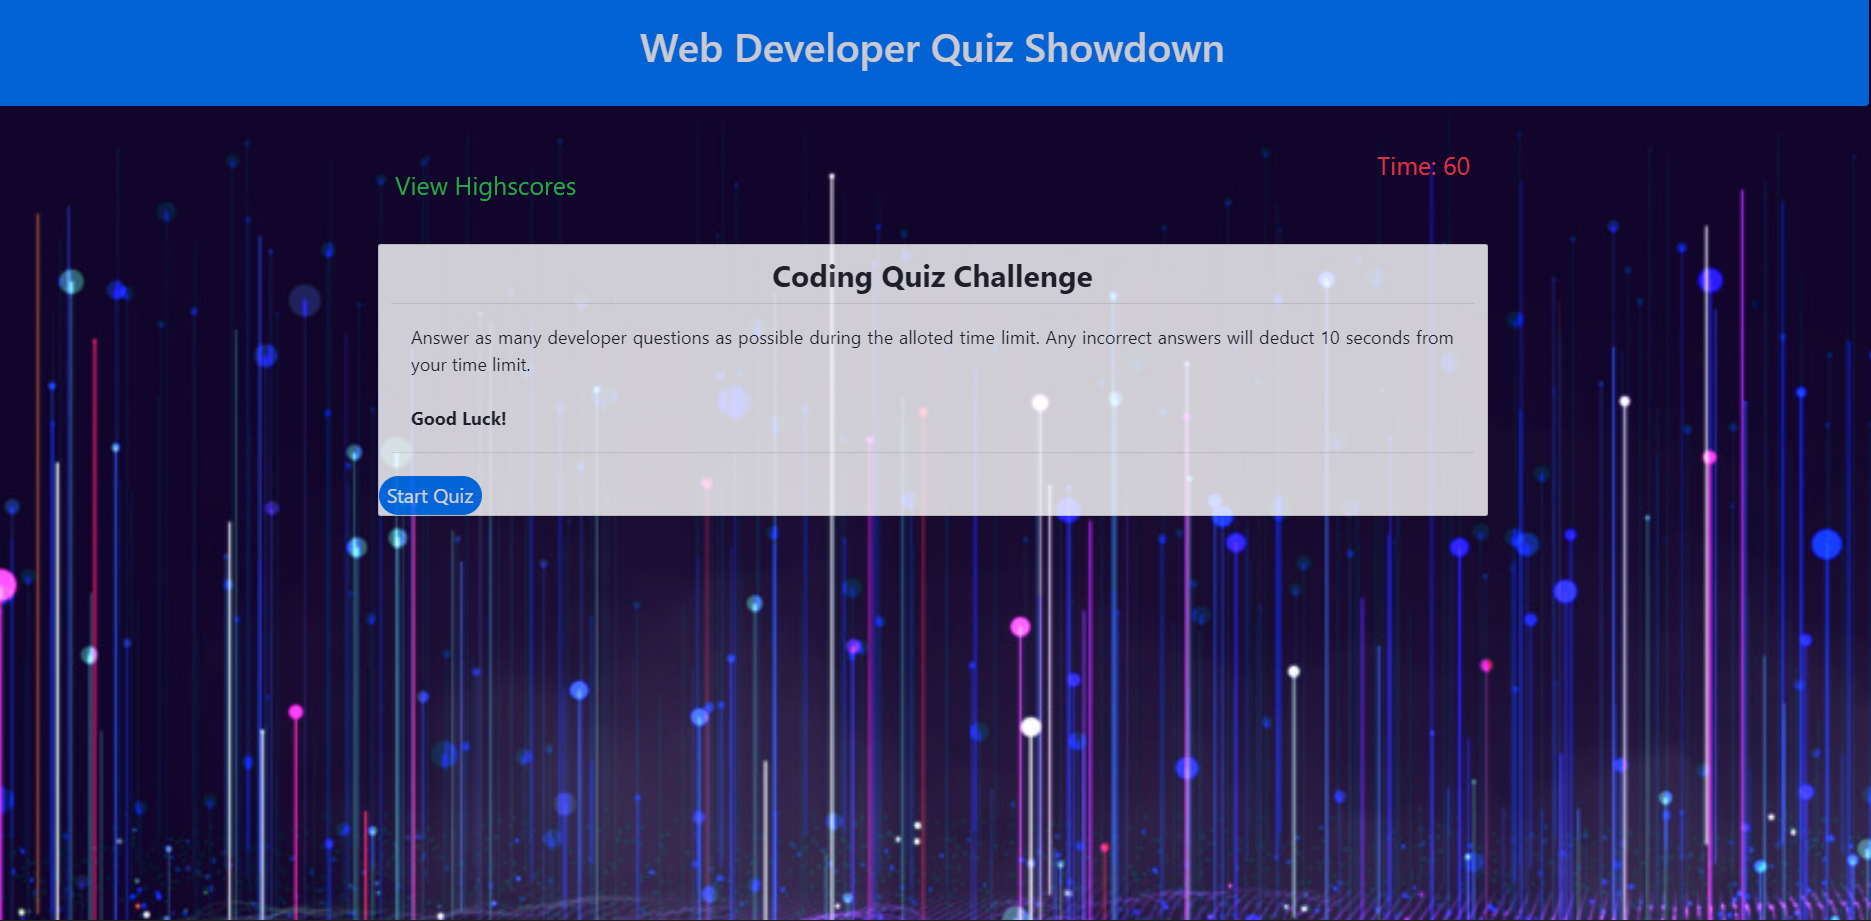 Web Developer Quiz Showdown
View Highscores
Time: 60
Coding Quiz Challenge
Answer as many developer questions as possible during the alloted time limit. Any incorrect answers will deduct 10 seconds from
your time limit.
Good Luck!
Start Quiz